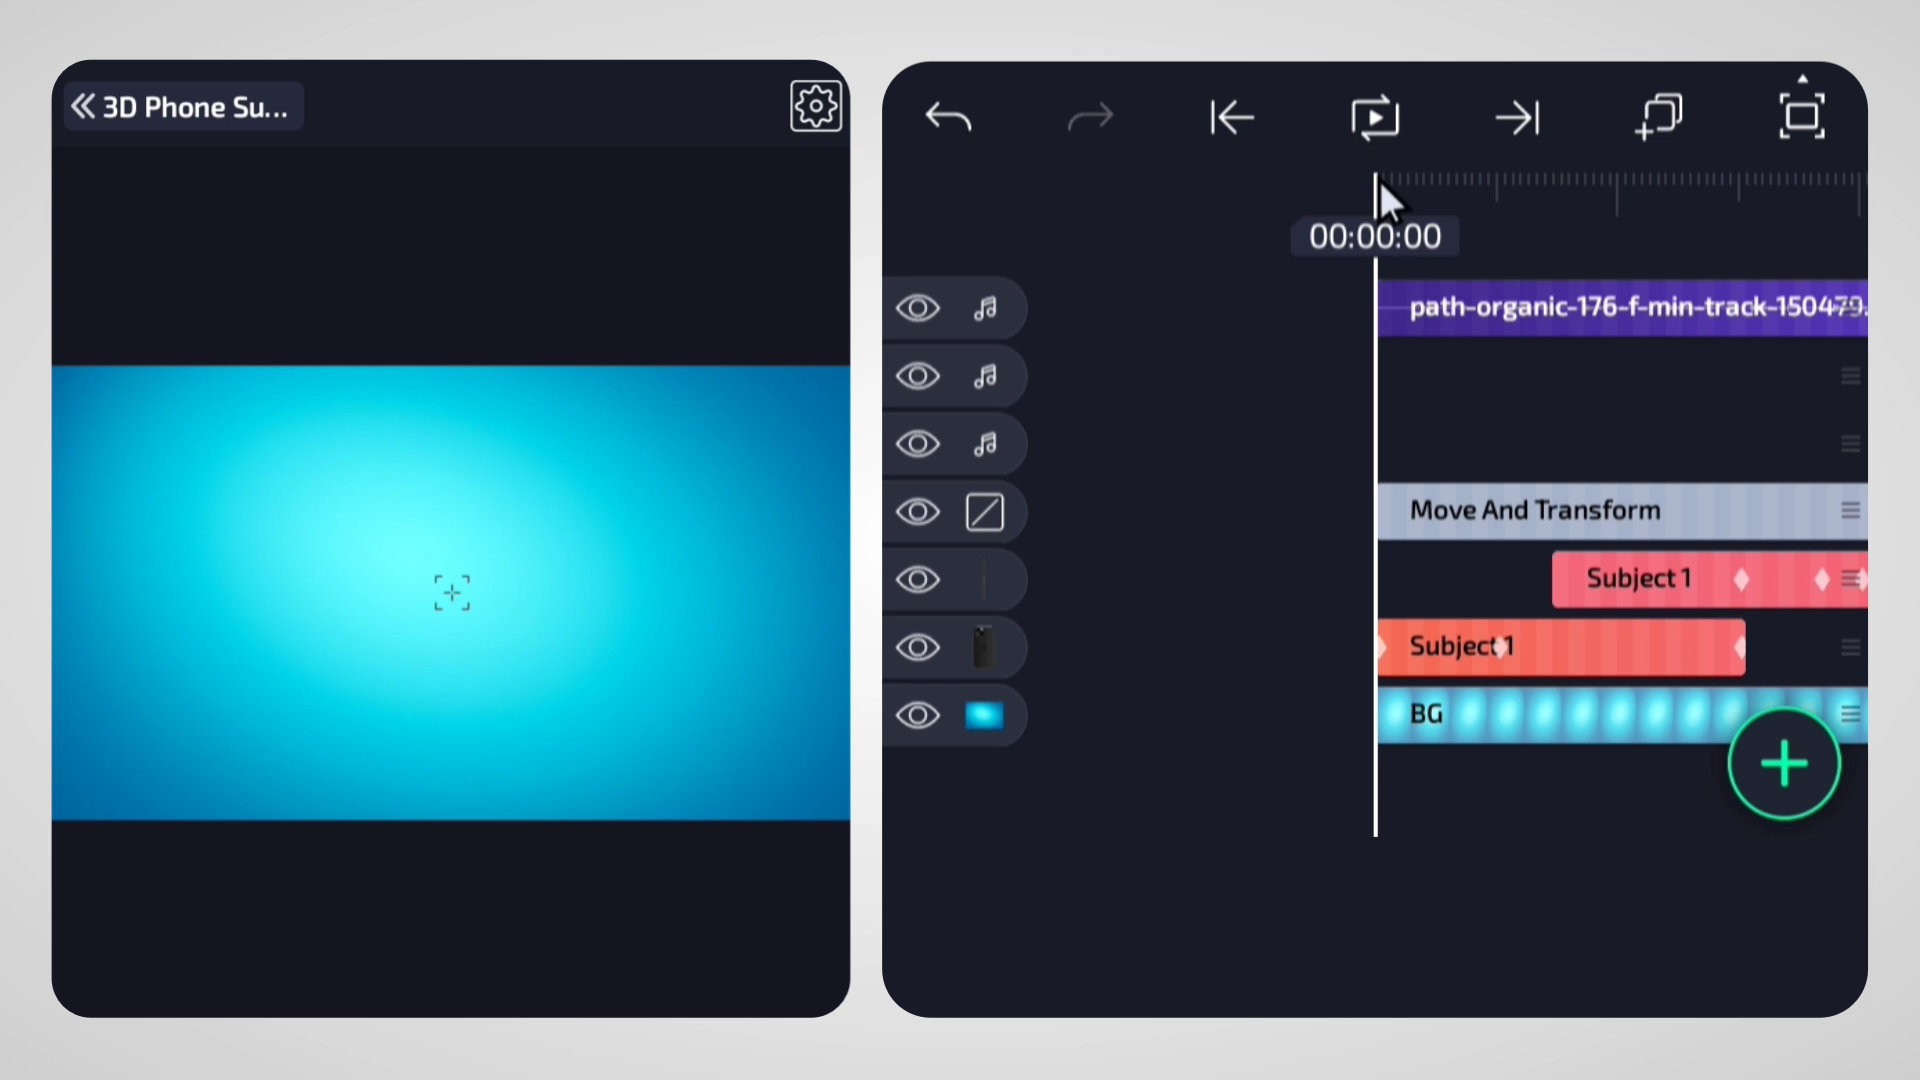 3D Phone Su...
00:00:00
path-organic-176-f-min-track-150479.
Move And Transform
Subject 1
Subject 1
BG